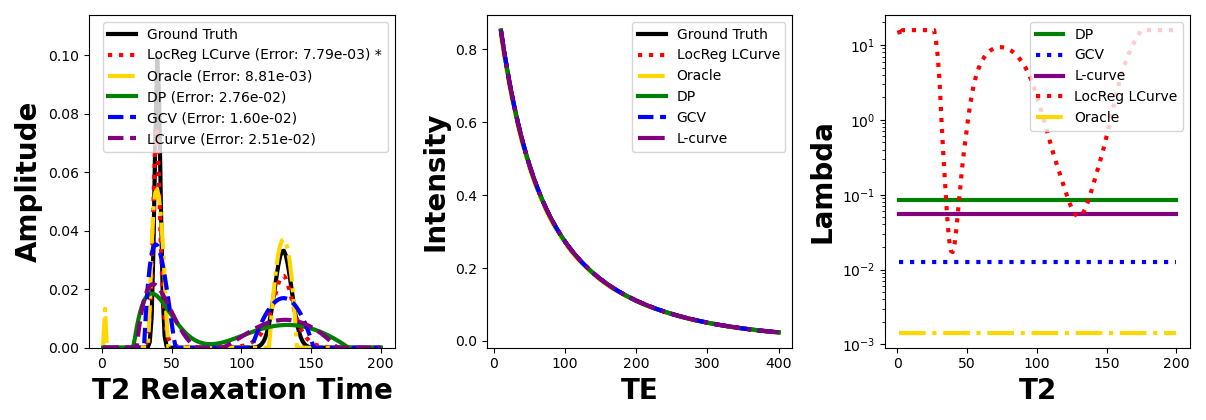 Amplitude
0.10
0.08
0.06
0.04
0.02
0.00
Ground Truth
LocReg LCurve (Error: 7.79e-03) *
Oracle (Error: 8.81e-03)
DP (Error: 2.76e-02)
GCV (Error: 1.60e-02)
LCurve (Error: 2.51e-02)
0 50 100 150 200
T2 Relaxation Time
Intensity
0.8
0.6
0.4
0.2
0.0
Ground Truth
LocReg LCurve
Oracle
DP
GCV
L-curve
0 100 200 300 400
TE
Lambda
10¹
10⁰
10⁻¹
10⁻²
10⁻³
DP
GCV
L-curve
LocReg LCurve
Oracle
0 50 100 150 200
T2